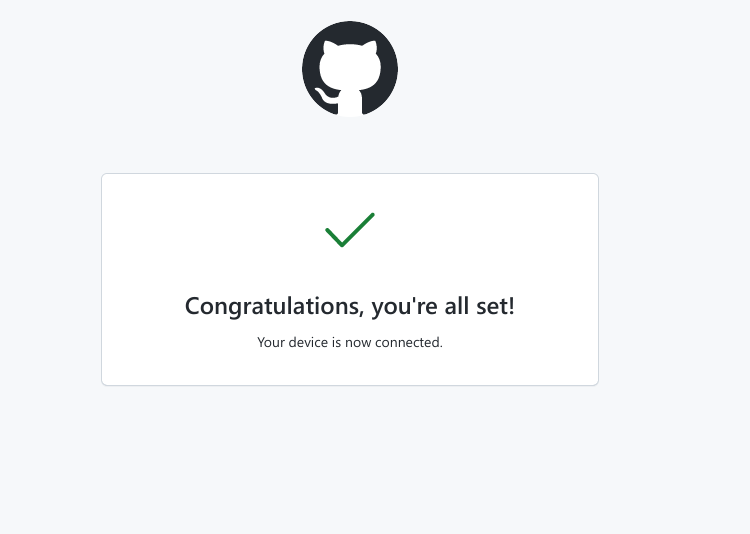 Congratulations, you're all set!
Your device is now connected.